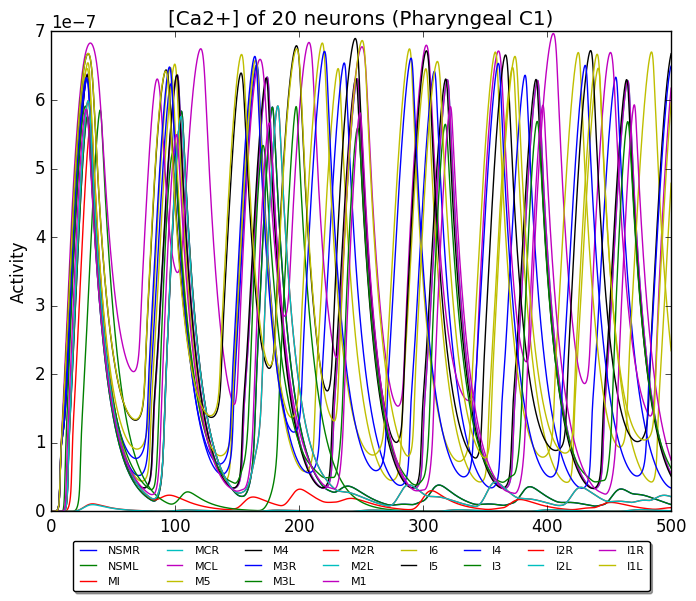 [Ca2+] of 20 neurons (Pharyngeal C1)
1e−7
7
6
5
4
3
2
1
0
Activity
0 100 200 300 400 500
NSMR MCR M4 M2R I6 I4 I2R I1R
NSML MCL M3R M2L I5 I3 I2L I1L
MI M5 M3L M1